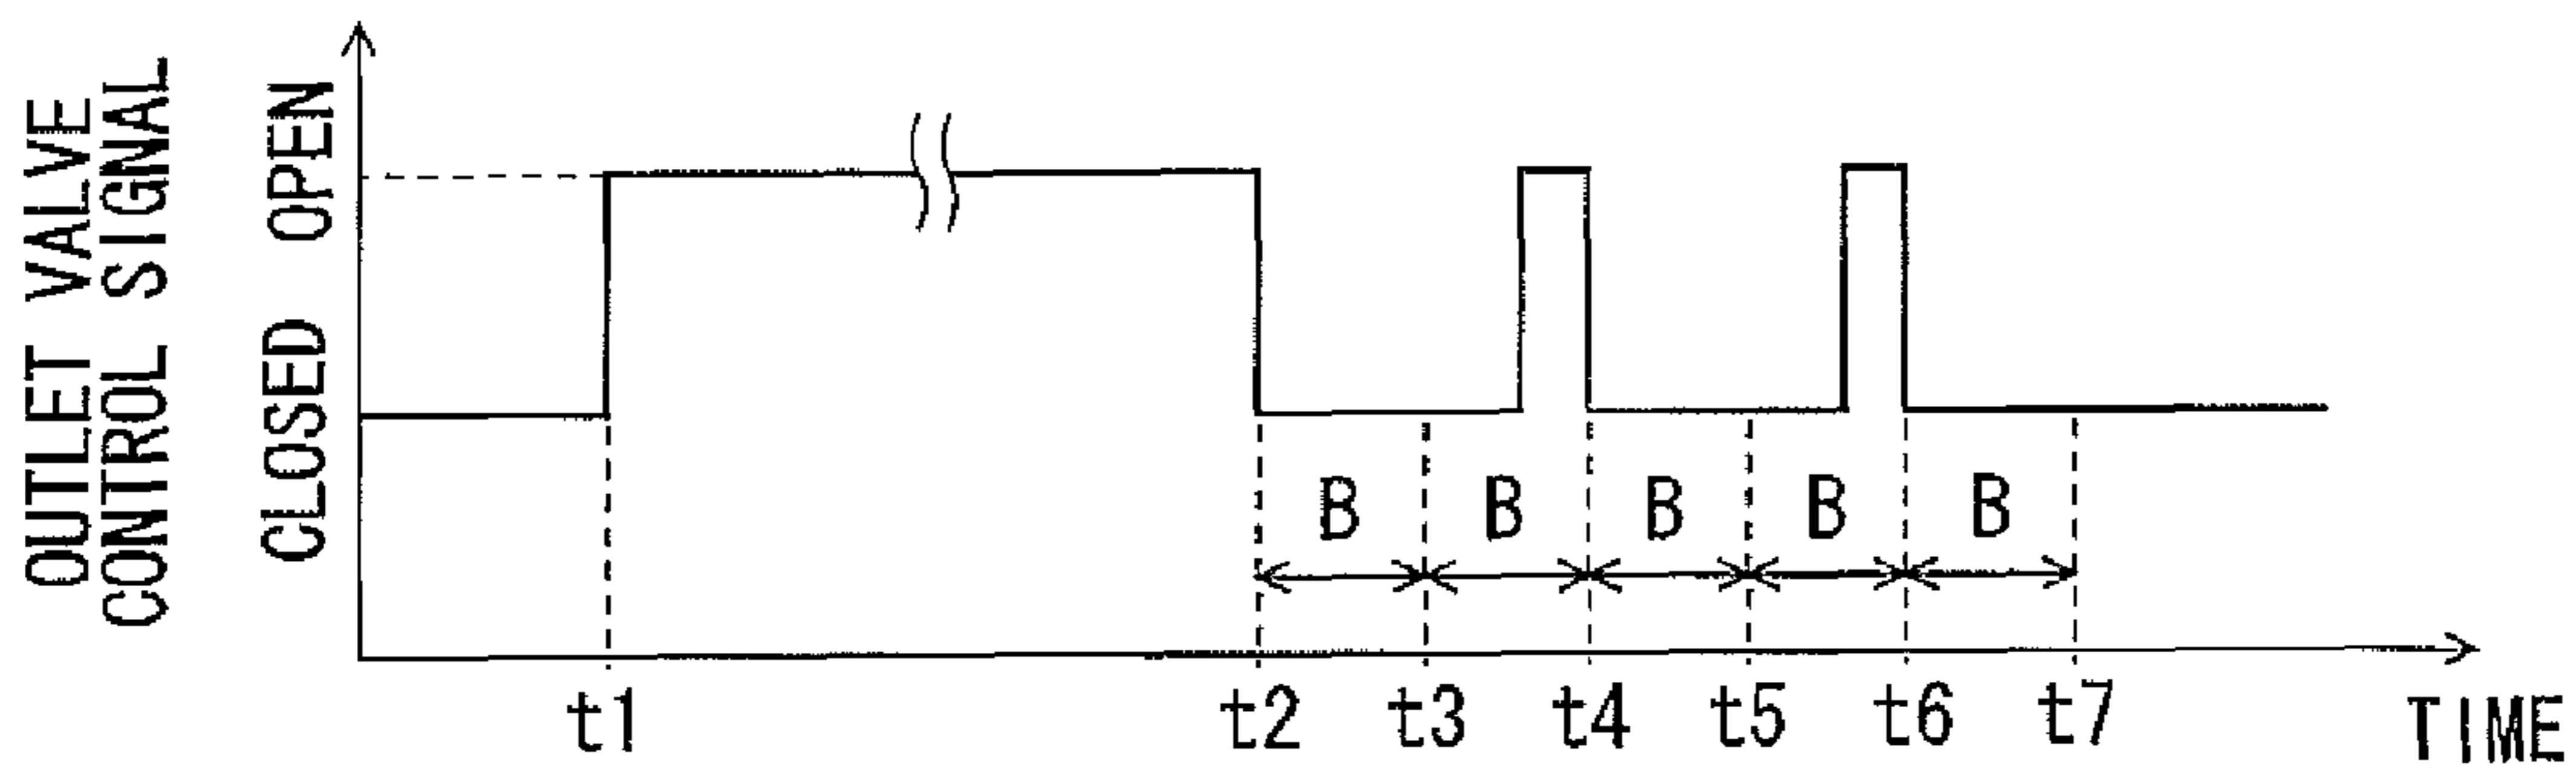 OUTLET VALVE
CONTROL SIGNAL
CLOSED OPEN
B B B B B
t1 t2 t3 t4 t5 t6 t7
TIME